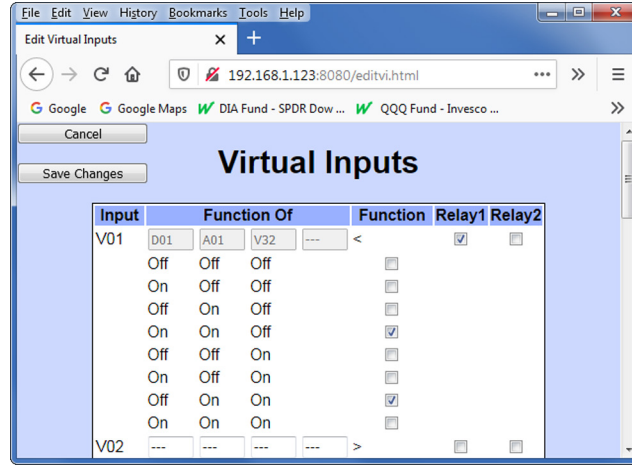 File Edit View History Bookmarks Tools Help
Edit Virtual Inputs
192.168.1.123:8080/editvi.html
Google Google Maps DIA Fund - SPDR Dow ... QQQ Fund - Invesco ...
Cancel
Save Changes
Virtual Inputs
Input Function Of Function Relay1 Relay2
V01 D01 A01 V32 --- <
Off Off Off
On Off Off
Off On Off
On On Off
Off Off On
On Off On
Off On On
On On On
V02 --- --- --- --- >